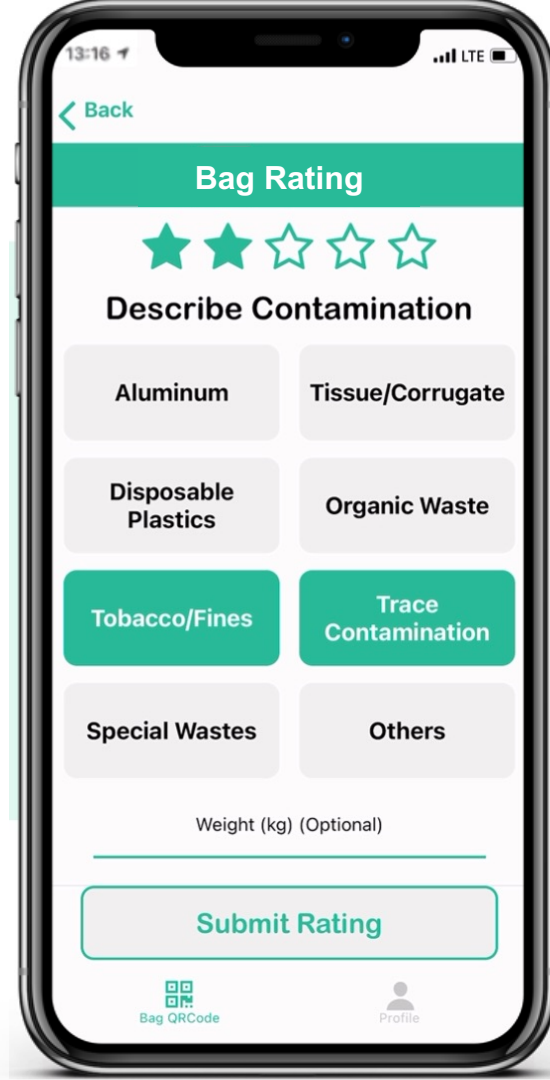 13:16
LTE
Back
Bag Rating
Describe Contamination
Aluminum
Tissue/Corrugate
Disposable
Plastics
Organic Waste
Tobacco/Fines
Trace
Contamination
Special Wastes
Others
Weight (kg) (Optional)
Submit Rating
Bag QRCode
Profile